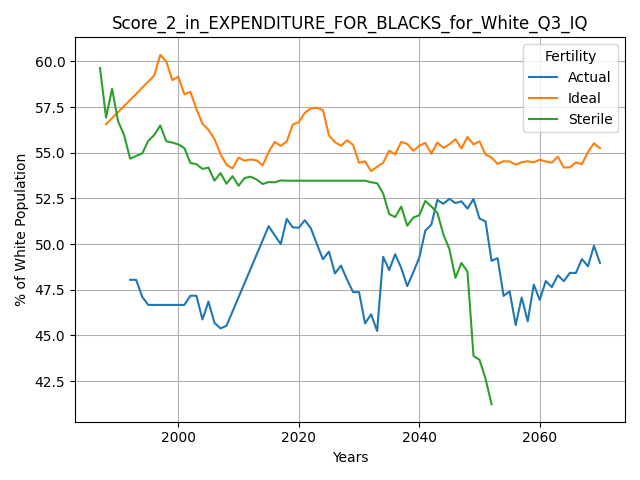 Score_2_in_EXPENDITURE_FOR_BLACKS_for_White_Q3_IQ
Fertility
Actual
Ideal
Sterile
% of White Population
60.0
57.5
55.0
52.5
50.0
47.5
45.0
42.5
2000 2020 2040 2060
Years